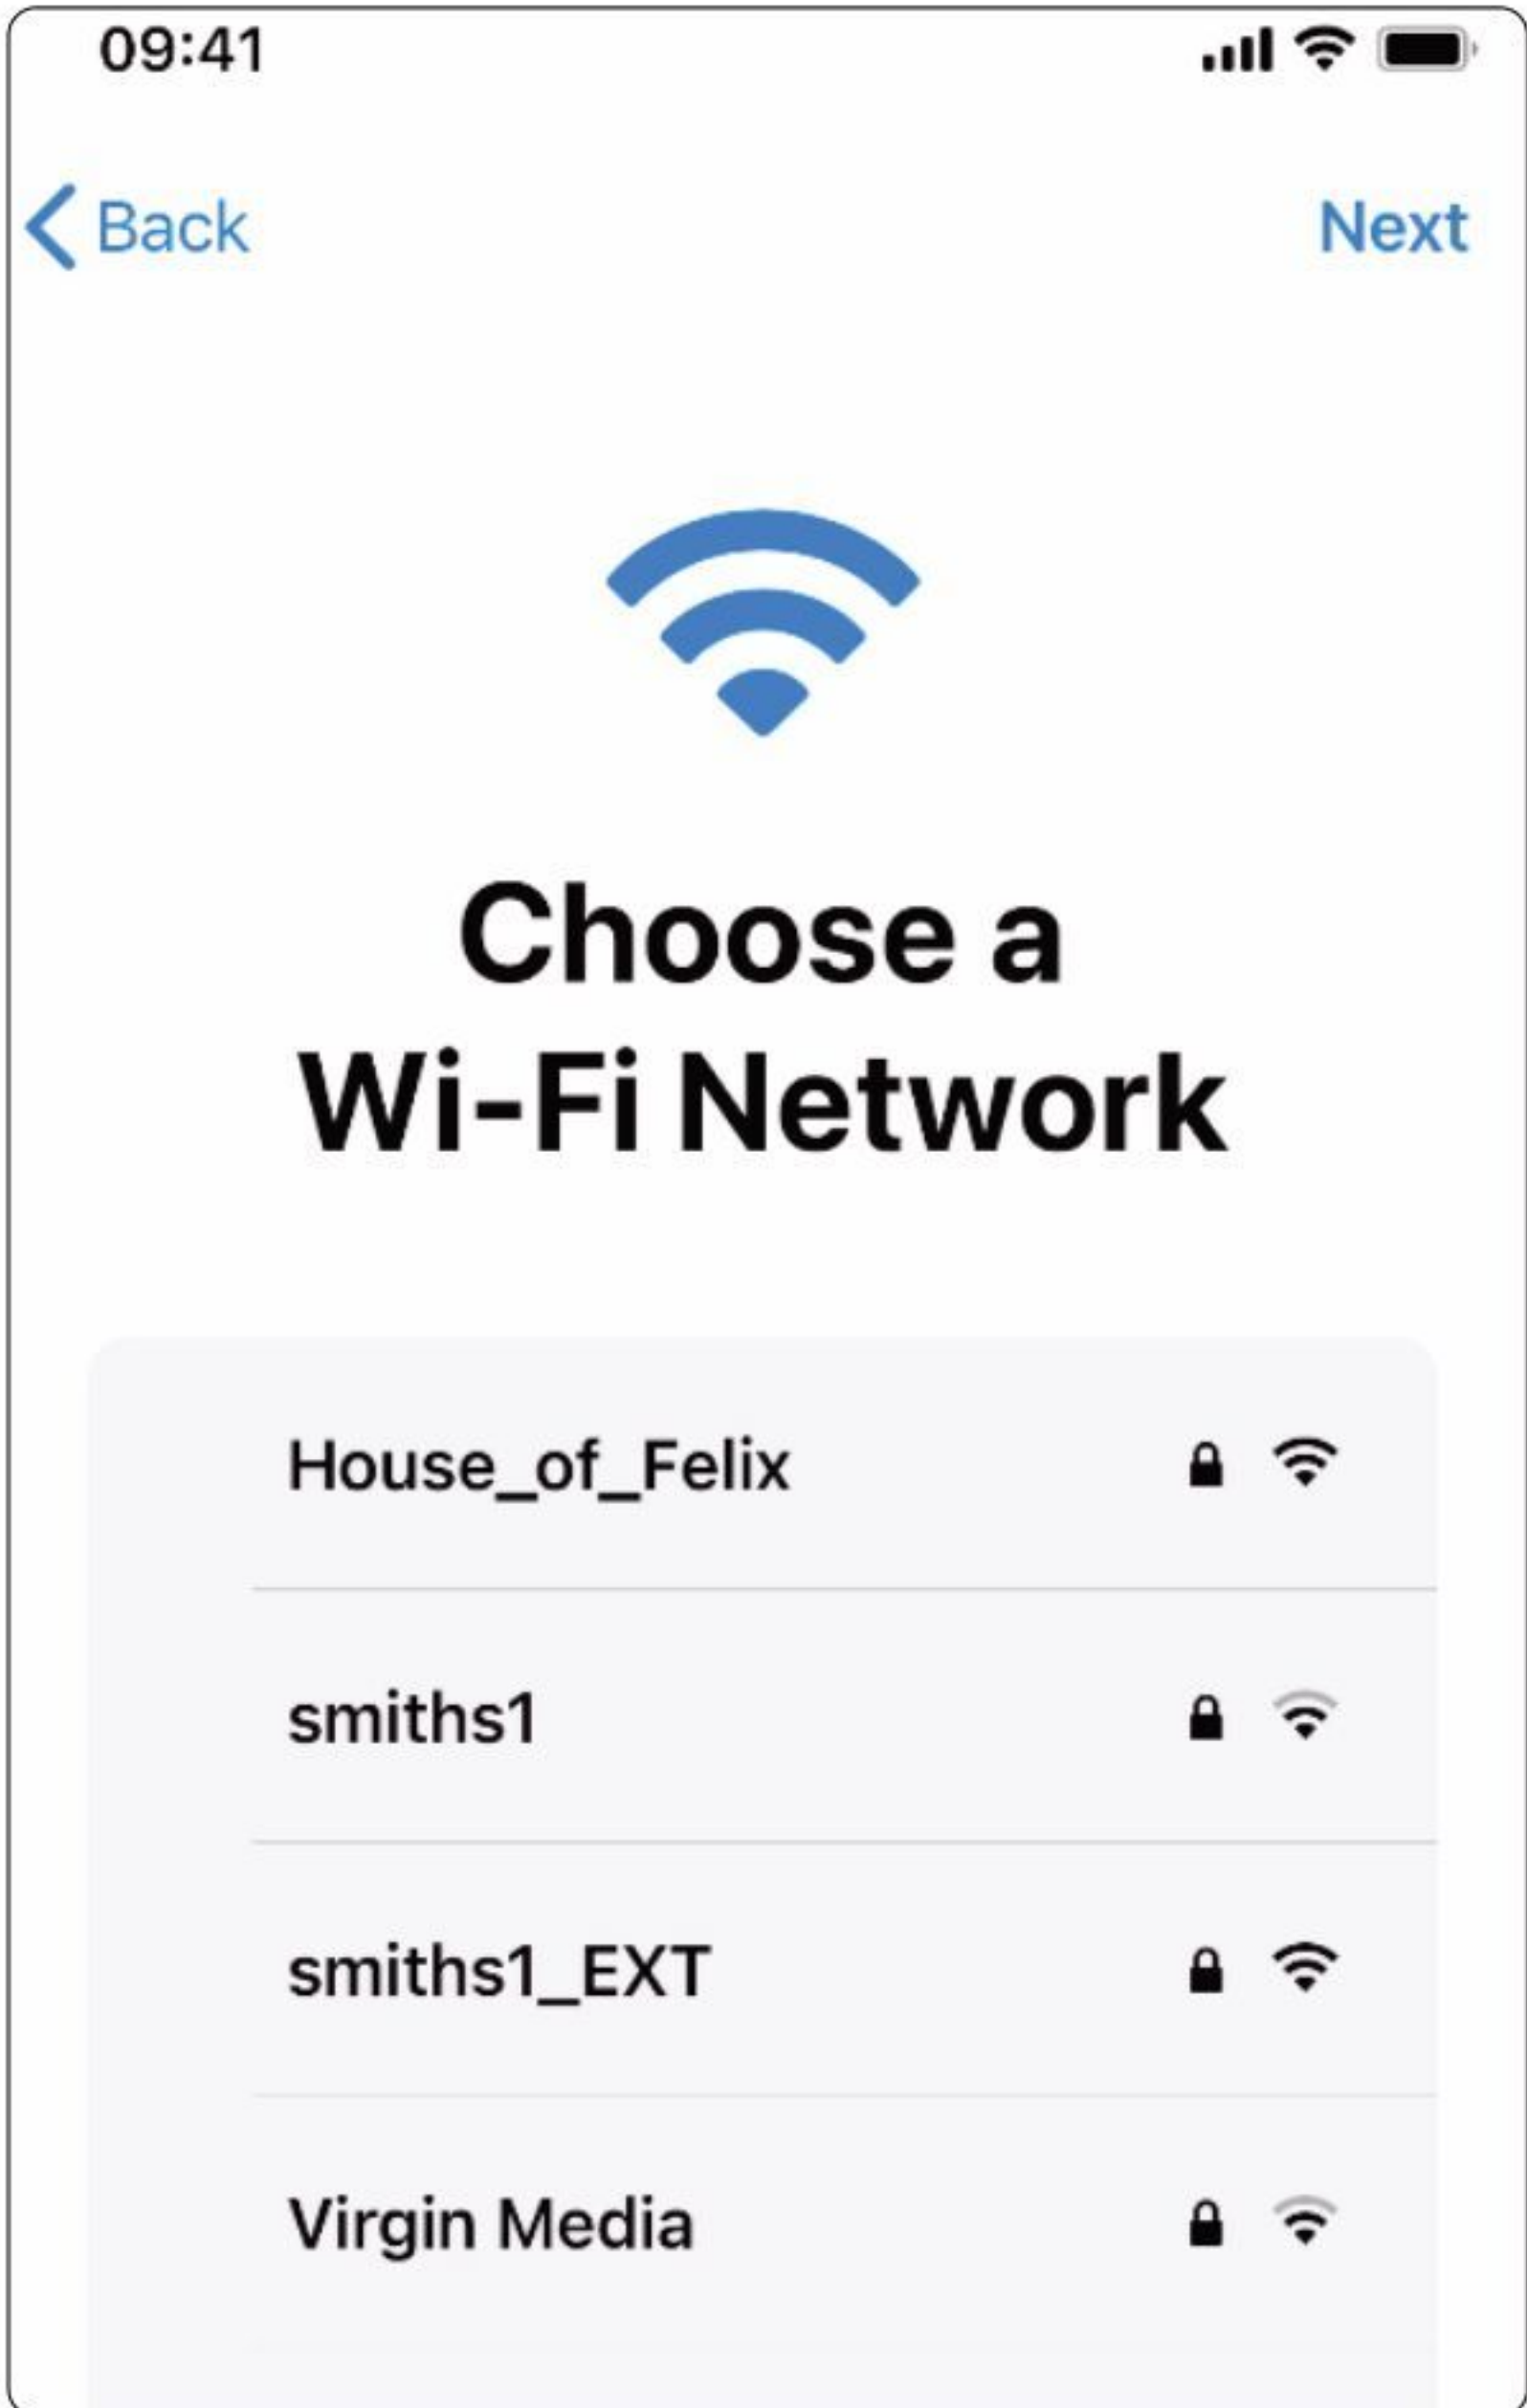 09:41
Back
Next
Choose a
Wi-Fi Network
House_of_Felix
smiths1
smiths1_EXT
Virgin Media